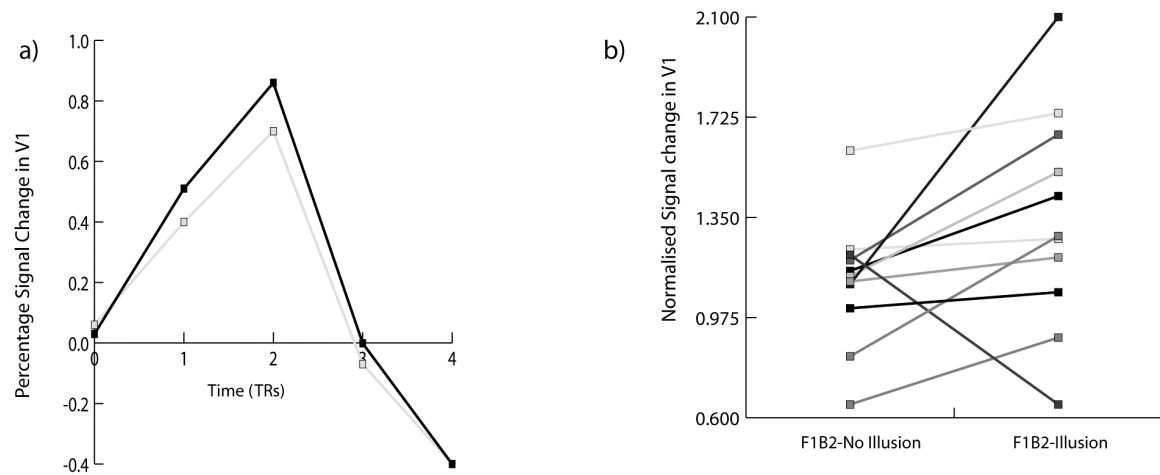 a)
Percentage Signal Change in V1
1.0
0.8
0.6
0.4
0.2
0.0
-0.2
-0.4
0
1
2
3
4
Time (TRs)
b)
Normalised Signal change in V1
2.100
1.725
1.350
0.975
0.600
F1B2-No Illusion
F1B2-Illusion